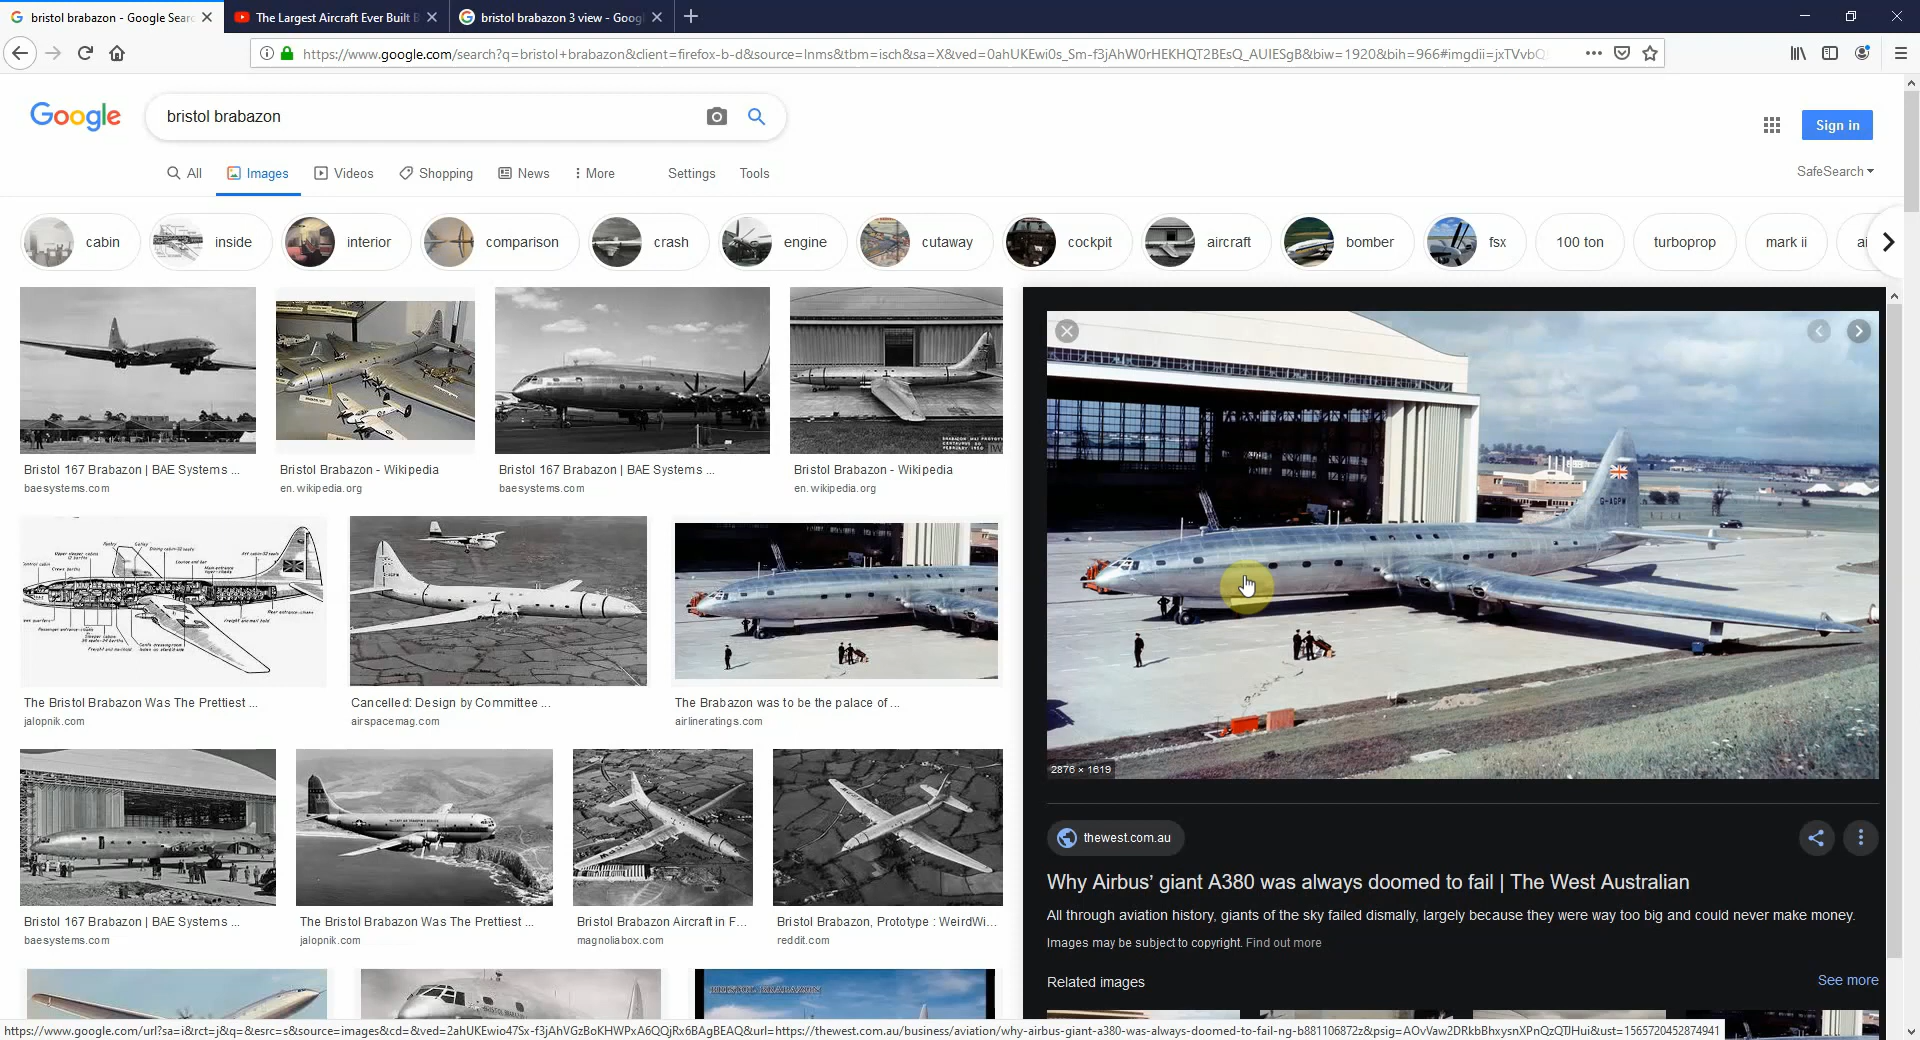 bristol brabazon - Google Searc
The Largest Aircraft Ever Built B
bristol brabazon 3 view - Goog
https://www.google.com/search?q=bristol+brabazon&client=firefox-b-d&source=lnms&tbm=isch&sa=X&ved=0ahUKEwi0s_Sm-f3jAhW0rHEKHQT2BEsQ_AUIESgB&biw=1920&bih=966#imgdii=jxTVvbQ
Google
bristol brabazon
Sign in
All
Images
Videos
Shopping
News
More
Settings
Tools
SafeSearch
cabin
inside
interior
comparison
crash
engine
cutaway
cockpit
aircraft
bomber
fsx
100 ton
turboprop
mark ii
ai
Bristol 167 Brabazon | BAE Systems ...
baesystems.com
Bristol Brabazon - Wikipedia
en.wikipedia.org
Bristol 167 Brabazon | BAE Systems ...
baesystems.com
Bristol Brabazon - Wikipedia
en.wikipedia.org
The Bristol Brabazon Was The Prettiest ...
jalopnik.com
Cancelled: Design by Committee ...
airspacemag.com
The Brabazon was to be the palace of ...
airlineratings.com
Bristol 167 Brabazon | BAE Systems ...
baesystems.com
The Bristol Brabazon Was The Prettiest ...
jalopnik.com
Bristol Brabazon Aircraft in F...
magnoliabox.com
Bristol Brabazon, Prototype : WeirdWi...
reddit.com
BRISTOL BRABAZON
G-AGPW
2876 × 1619
thewest.com.au
Why Airbus' giant A380 was always doomed to fail | The West Australian
All through aviation history, giants of the sky failed dismally, largely because they were way too big and could never make money.
Images may be subject to copyright. Find out more
Related images
See more
https://www.google.com/url?sa=i&rct=j&q=&esrc=s&source=images&cd=&ved=2ahUKEwio47Sx-f3jAhVGzBoKHWPxA6QQjRx6BAgBEAQ&url=https://thewest.com.au/business/aviation/why-airbus-giant-a380-was-always-doomed-to-fail-ng-b881106872z&psig=AOvVaw2DRkbBhxysnXPnQzQTJHui&ust=1565720452874941